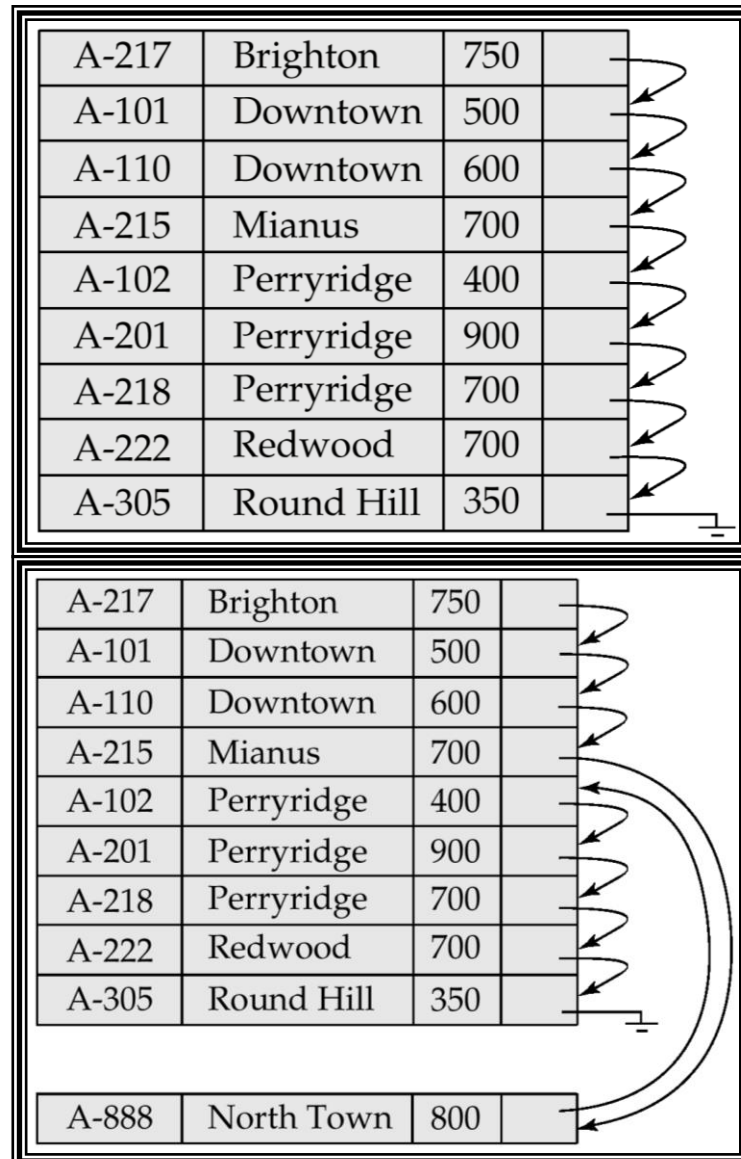 A-217 Brighton 750
A-101 Downtown 500
A-110 Downtown 600
A-215 Mianus 700
A-102 Perryridge 400
A-201 Perryridge 900
A-218 Perryridge 700
A-222 Redwood 700
A-305 Round Hill 350
A-217 Brighton 750
A-101 Downtown 500
A-110 Downtown 600
A-215 Mianus 700
A-102 Perryridge 400
A-201 Perryridge 900
A-218 Perryridge 700
A-222 Redwood 700
A-305 Round Hill 350
A-888 North Town 800